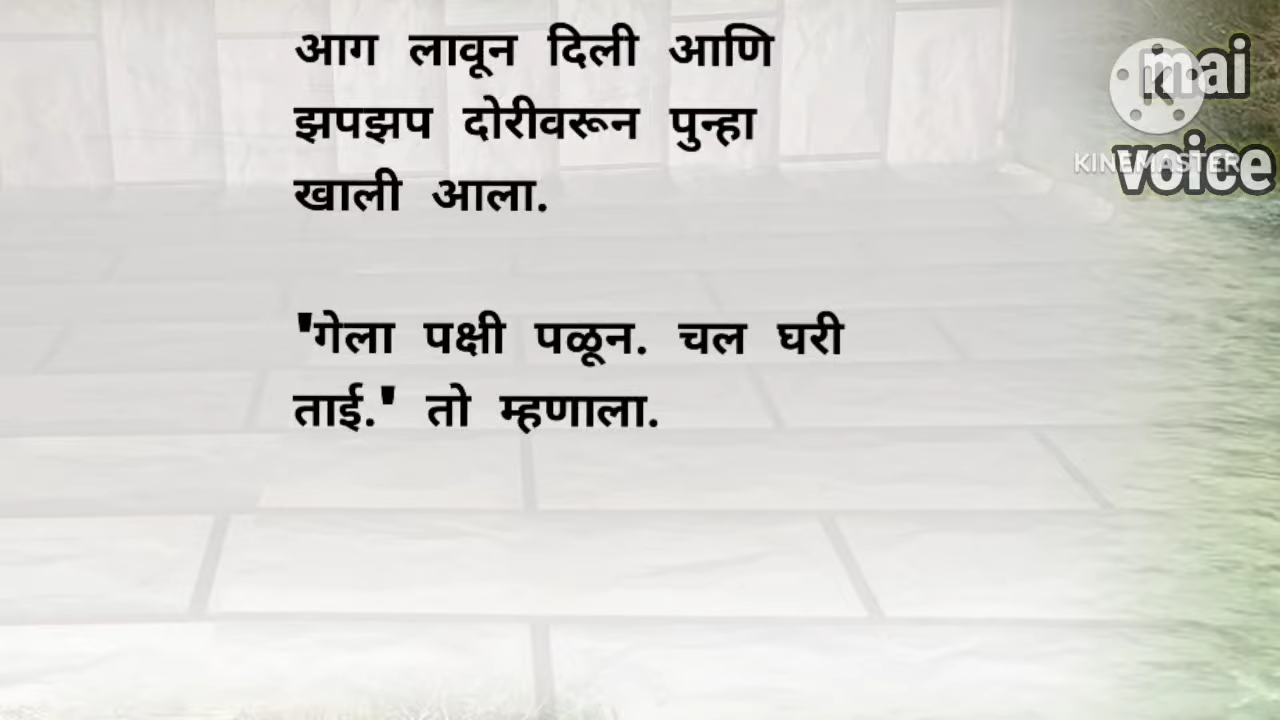 आग लावून दिली आणि
झपझप दोरीवरून पुन्हा
खाली आला.
'गेला पक्षी पळून. चल घरी
ताई.' तो म्हणाला.
mai
voice
K
KINEMASTER